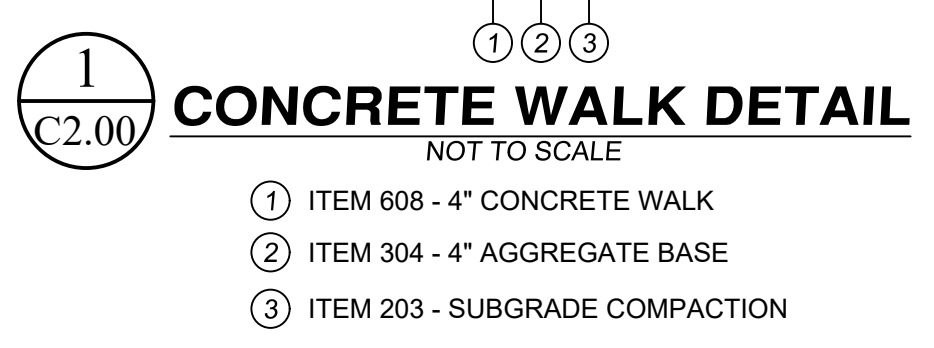 1 2 3
1
C2.00
CONCRETE WALK DETAIL
NOT TO SCALE
1 ITEM 608 - 4" CONCRETE WALK
2 ITEM 304 - 4" AGGREGATE BASE
3 ITEM 203 - SUBGRADE COMPACTION